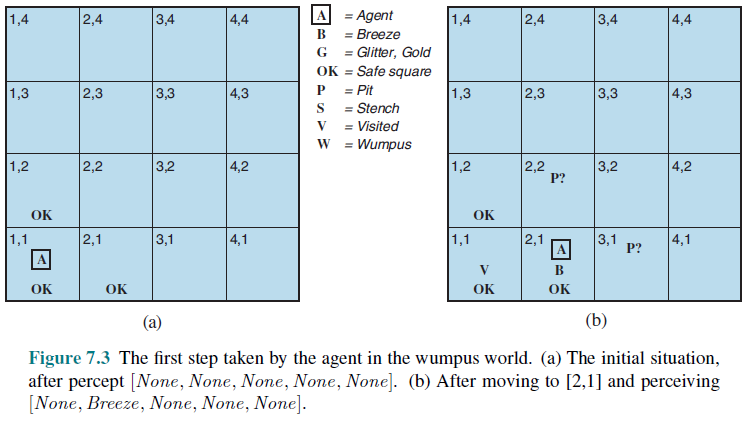 1,4 2,4 3,4 4,4
1,3 2,3 3,3 4,3
1,2 2,2 3,2 4,2
OK
1,1 2,1 3,1 4,1
A
OK OK
(a)
A = Agent
B = Breeze
G = Glitter, Gold
OK = Safe square
P = Pit
S = Stench
V = Visited
W = Wumpus
1,4 2,4 3,4 4,4
1,3 2,3 3,3 4,3
1,2 2,2 3,2 4,2
P?
OK
1,1 2,1 3,1 4,1
A P?
V B
OK OK
(b)
Figure 7.3 The first step taken by the agent in the wumpus world. (a) The initial situation,
after percept [None, None, None, None, None]. (b) After moving to [2,1] and perceiving
[None, Breeze, None, None, None].